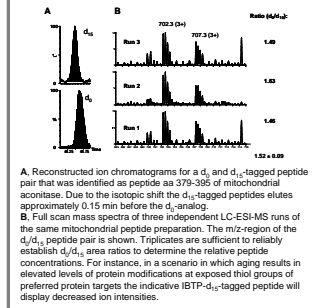 A
B
702.3 (3+)
707.3 (3+)
Ratio (d₀/d₁₅):
d₁₅
Run 3
1.49
Run 2
1.63
d₀
Run 1
1.46
1.52 ± 0.09
A, Reconstructed ion chromatograms for a d₀ and d₁₅-tagged peptide
pair that was identified as peptide aa 379-395 of mitochondrial
aconitase. Due to the isotopic shift the d₁₅-tagged peptides elutes
approximately 0.15 min before the d₀-analog.
B, Full scan mass spectra of three independent LC-ESI-MS runs of
the same mitochondrial peptide preparation. The m/z-region of the
d₀/d₁₅ peptide pair is shown. Triplicates are sufficient to reliably
establish d₀/d₁₅ area ratios to determine the relative peptide
concentrations. For instance, in a scenario in which aging results in
elevated levels of protein modifications at exposed thiol groups of
preferred protein targets the indicative IBTP-d₁₅-tagged peptide will
display decreased ion intensities.